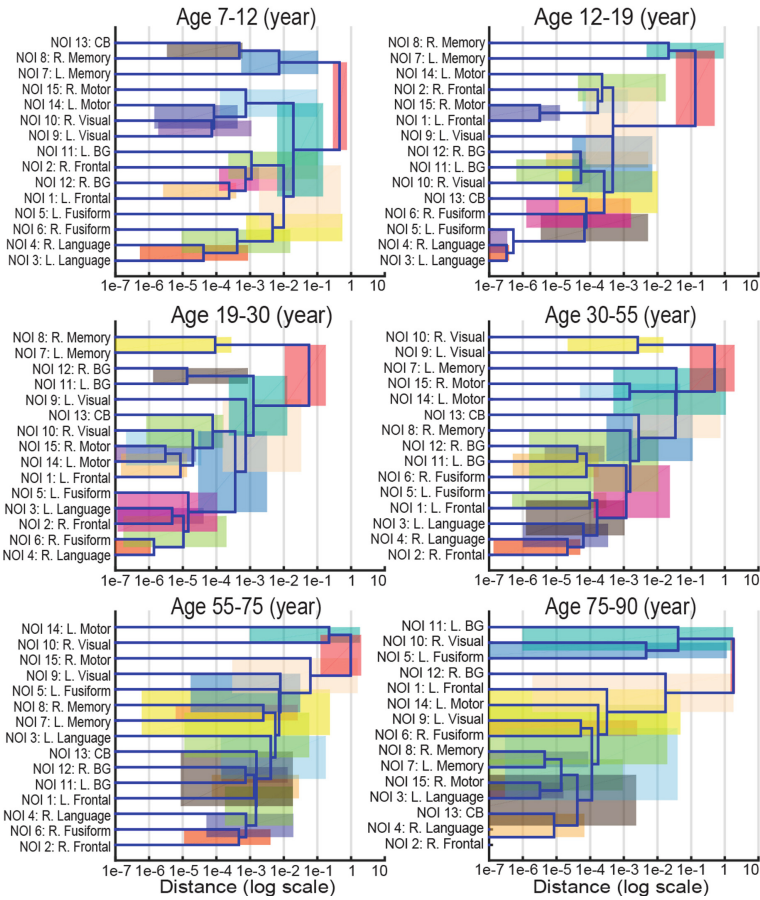 Age 7-12 (year)
NOI 13: CB
NOI 8: R. Memory
NOI 7: L. Memory
NOI 15: R. Motor
NOI 14: L. Motor
NOI 10: R. Visual
NOI 9: L. Visual
NOI 11: L. BG
NOI 2: R. Frontal
NOI 12: R. BG
NOI 1: L. Frontal
NOI 5: L. Fusiform
NOI 6: R. Fusiform
NOI 4: R. Language
NOI 3: L. Language
1e-7 1e-6 1e-5 1e-4 1e-3 1e-2 1e-1 1 10
Age 12-19 (year)
NOI 8: R. Memory
NOI 7: L. Memory
NOI 14: L. Motor
NOI 2: R. Frontal
NOI 15: R. Motor
NOI 1: L. Frontal
NOI 9: L. Visual
NOI 12: R. BG
NOI 11: L. BG
NOI 10: R. Visual
NOI 13: CB
NOI 6: R. Fusiform
NOI 5: L. Fusiform
NOI 4: R. Language
NOI 3: L. Language
1e-7 1e-6 1e-5 1e-4 1e-3 1e-2 1e-1 1 10
Age 19-30 (year)
NOI 8: R. Memory
NOI 7: L. Memory
NOI 12: R. BG
NOI 11: L. BG
NOI 9: L. Visual
NOI 13: CB
NOI 10: R. Visual
NOI 15: R. Motor
NOI 14: L. Motor
NOI 1: L. Frontal
NOI 5: L. Fusiform
NOI 3: L. Language
NOI 2: R. Frontal
NOI 6: R. Fusiform
NOI 4: R. Language
1e-7 1e-6 1e-5 1e-4 1e-3 1e-2 1e-1 1 10
Age 30-55 (year)
NOI 10: R. Visual
NOI 9: L. Visual
NOI 7: L. Memory
NOI 15: R. Motor
NOI 14: L. Motor
NOI 13: CB
NOI 8: R. Memory
NOI 12: R. BG
NOI 11: L. BG
NOI 6: R. Fusiform
NOI 5: L. Fusiform
NOI 1: L. Frontal
NOI 3: L. Language
NOI 4: R. Language
NOI 2: R. Frontal
1e-7 1e-6 1e-5 1e-4 1e-3 1e-2 1e-1 1 10
Age 55-75 (year)
NOI 14: L. Motor
NOI 10: R. Visual
NOI 15: R. Motor
NOI 9: L. Visual
NOI 5: L. Fusiform
NOI 8: R. Memory
NOI 7: L. Memory
NOI 3: L. Language
NOI 13: CB
NOI 12: R. BG
NOI 11: L. BG
NOI 1: L. Frontal
NOI 4: R. Language
NOI 6: R. Fusiform
NOI 2: R. Frontal
1e-7 1e-6 1e-5 1e-4 1e-3 1e-2 1e-1 1 10
Distance (log scale)
Age 75-90 (year)
NOI 11: L. BG
NOI 10: R. Visual
NOI 5: L. Fusiform
NOI 12: R. BG
NOI 1: L. Frontal
NOI 14: L. Motor
NOI 9: L. Visual
NOI 6: R. Fusiform
NOI 8: R. Memory
NOI 7: L. Memory
NOI 15: R. Motor
NOI 3: L. Language
NOI 13: CB
NOI 4: R. Language
NOI 2: R. Frontal
1e-7 1e-6 1e-5 1e-4 1e-3 1e-2 1e-1 1 10
Distance (log scale)